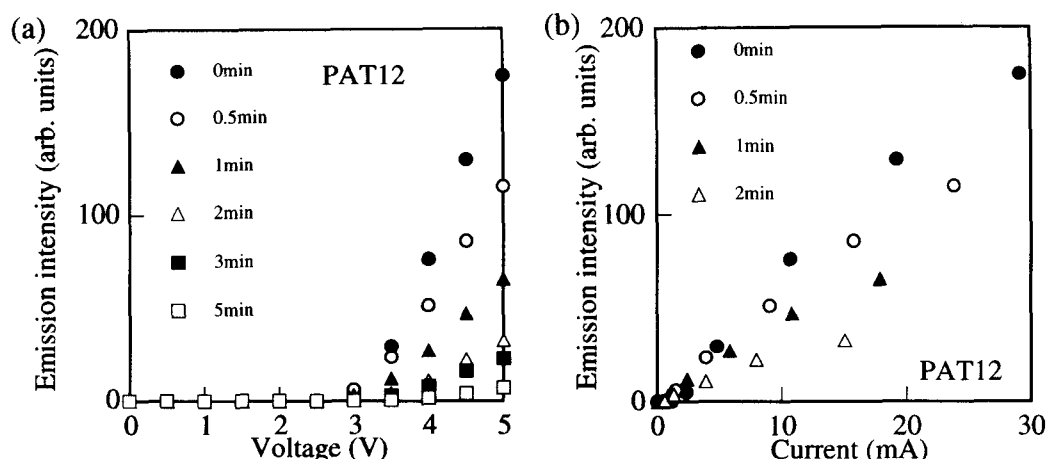 (a)
200
100
0
Emission intensity (arb. units)
PAT12
0min
0.5min
1min
2min
3min
5min
0 1 2 3 4 5
Voltage (V)
(b)
200
100
0
Emission intensity (arb. units)
0min
0.5min
1min
2min
PAT12
0 10 20 30
Current (mA)